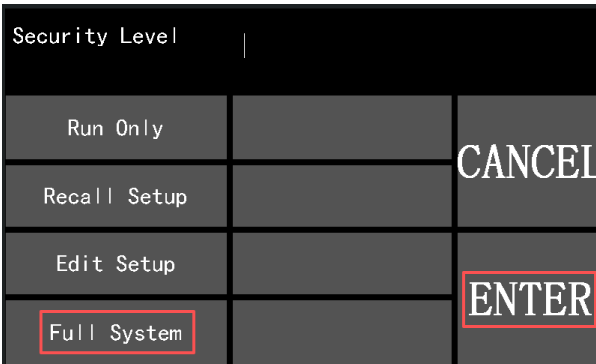 Security Level
Run Only
Recall Setup
Edit Setup
Full System
CANCEL
ENTER